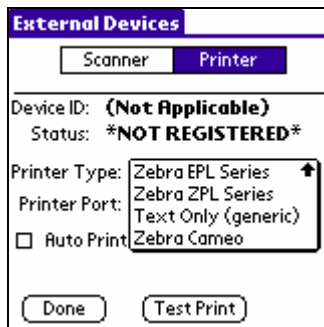 External Devices
Scanner Printer
Device ID: (Not Applicable)
Status: *NOT REGISTERED*
Printer Type: Zebra EPL Series
Zebra ZPL Series
Printer Port: Text Only (generic)
Auto Print Zebra Cameo
Done Test Print